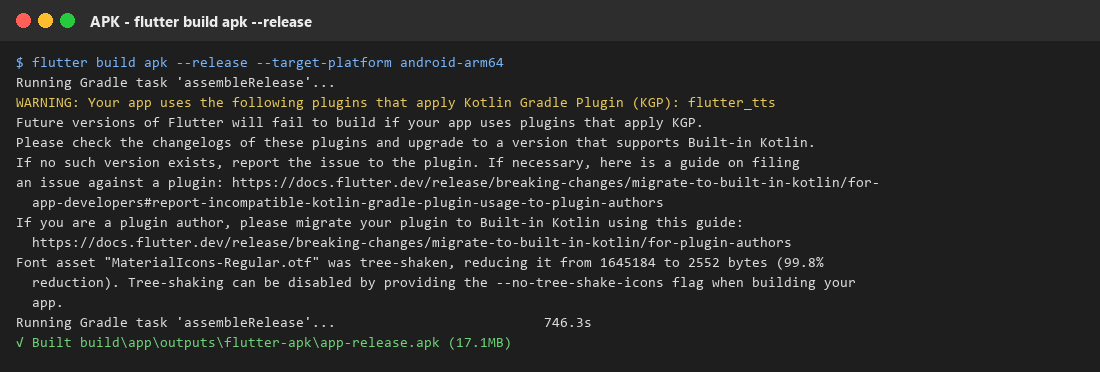 APK - flutter build apk --release
$ flutter build apk --release --target-platform android-arm64
Running Gradle task 'assembleRelease'...
WARNING: Your app uses the following plugins that apply Kotlin Gradle Plugin (KGP): flutter_tts
Future versions of Flutter will fail to build if your app uses plugins that apply KGP.
Please check the changelogs of these plugins and upgrade to a version that supports Built-in Kotlin.
If no such version exists, report the issue to the plugin. If necessary, here is a guide on filing
an issue against a plugin: https://docs.flutter.dev/release/breaking-changes/migrate-to-built-in-kotlin/for-
app-developers#report-incompatible-kotlin-gradle-plugin-usage-to-plugin-authors
If you are a plugin author, please migrate your plugin to Built-in Kotlin using this guide:
https://docs.flutter.dev/release/breaking-changes/migrate-to-built-in-kotlin/for-plugin-authors
Font asset "MaterialIcons-Regular.otf" was tree-shaken, reducing it from 1645184 to 2552 bytes (99.8%
reduction). Tree-shaking can be disabled by providing the --no-tree-shake-icons flag when building your
app.
Running Gradle task 'assembleRelease'... 746.3s
√ Built build\app\outputs\flutter-apk\app-release.apk (17.1MB)